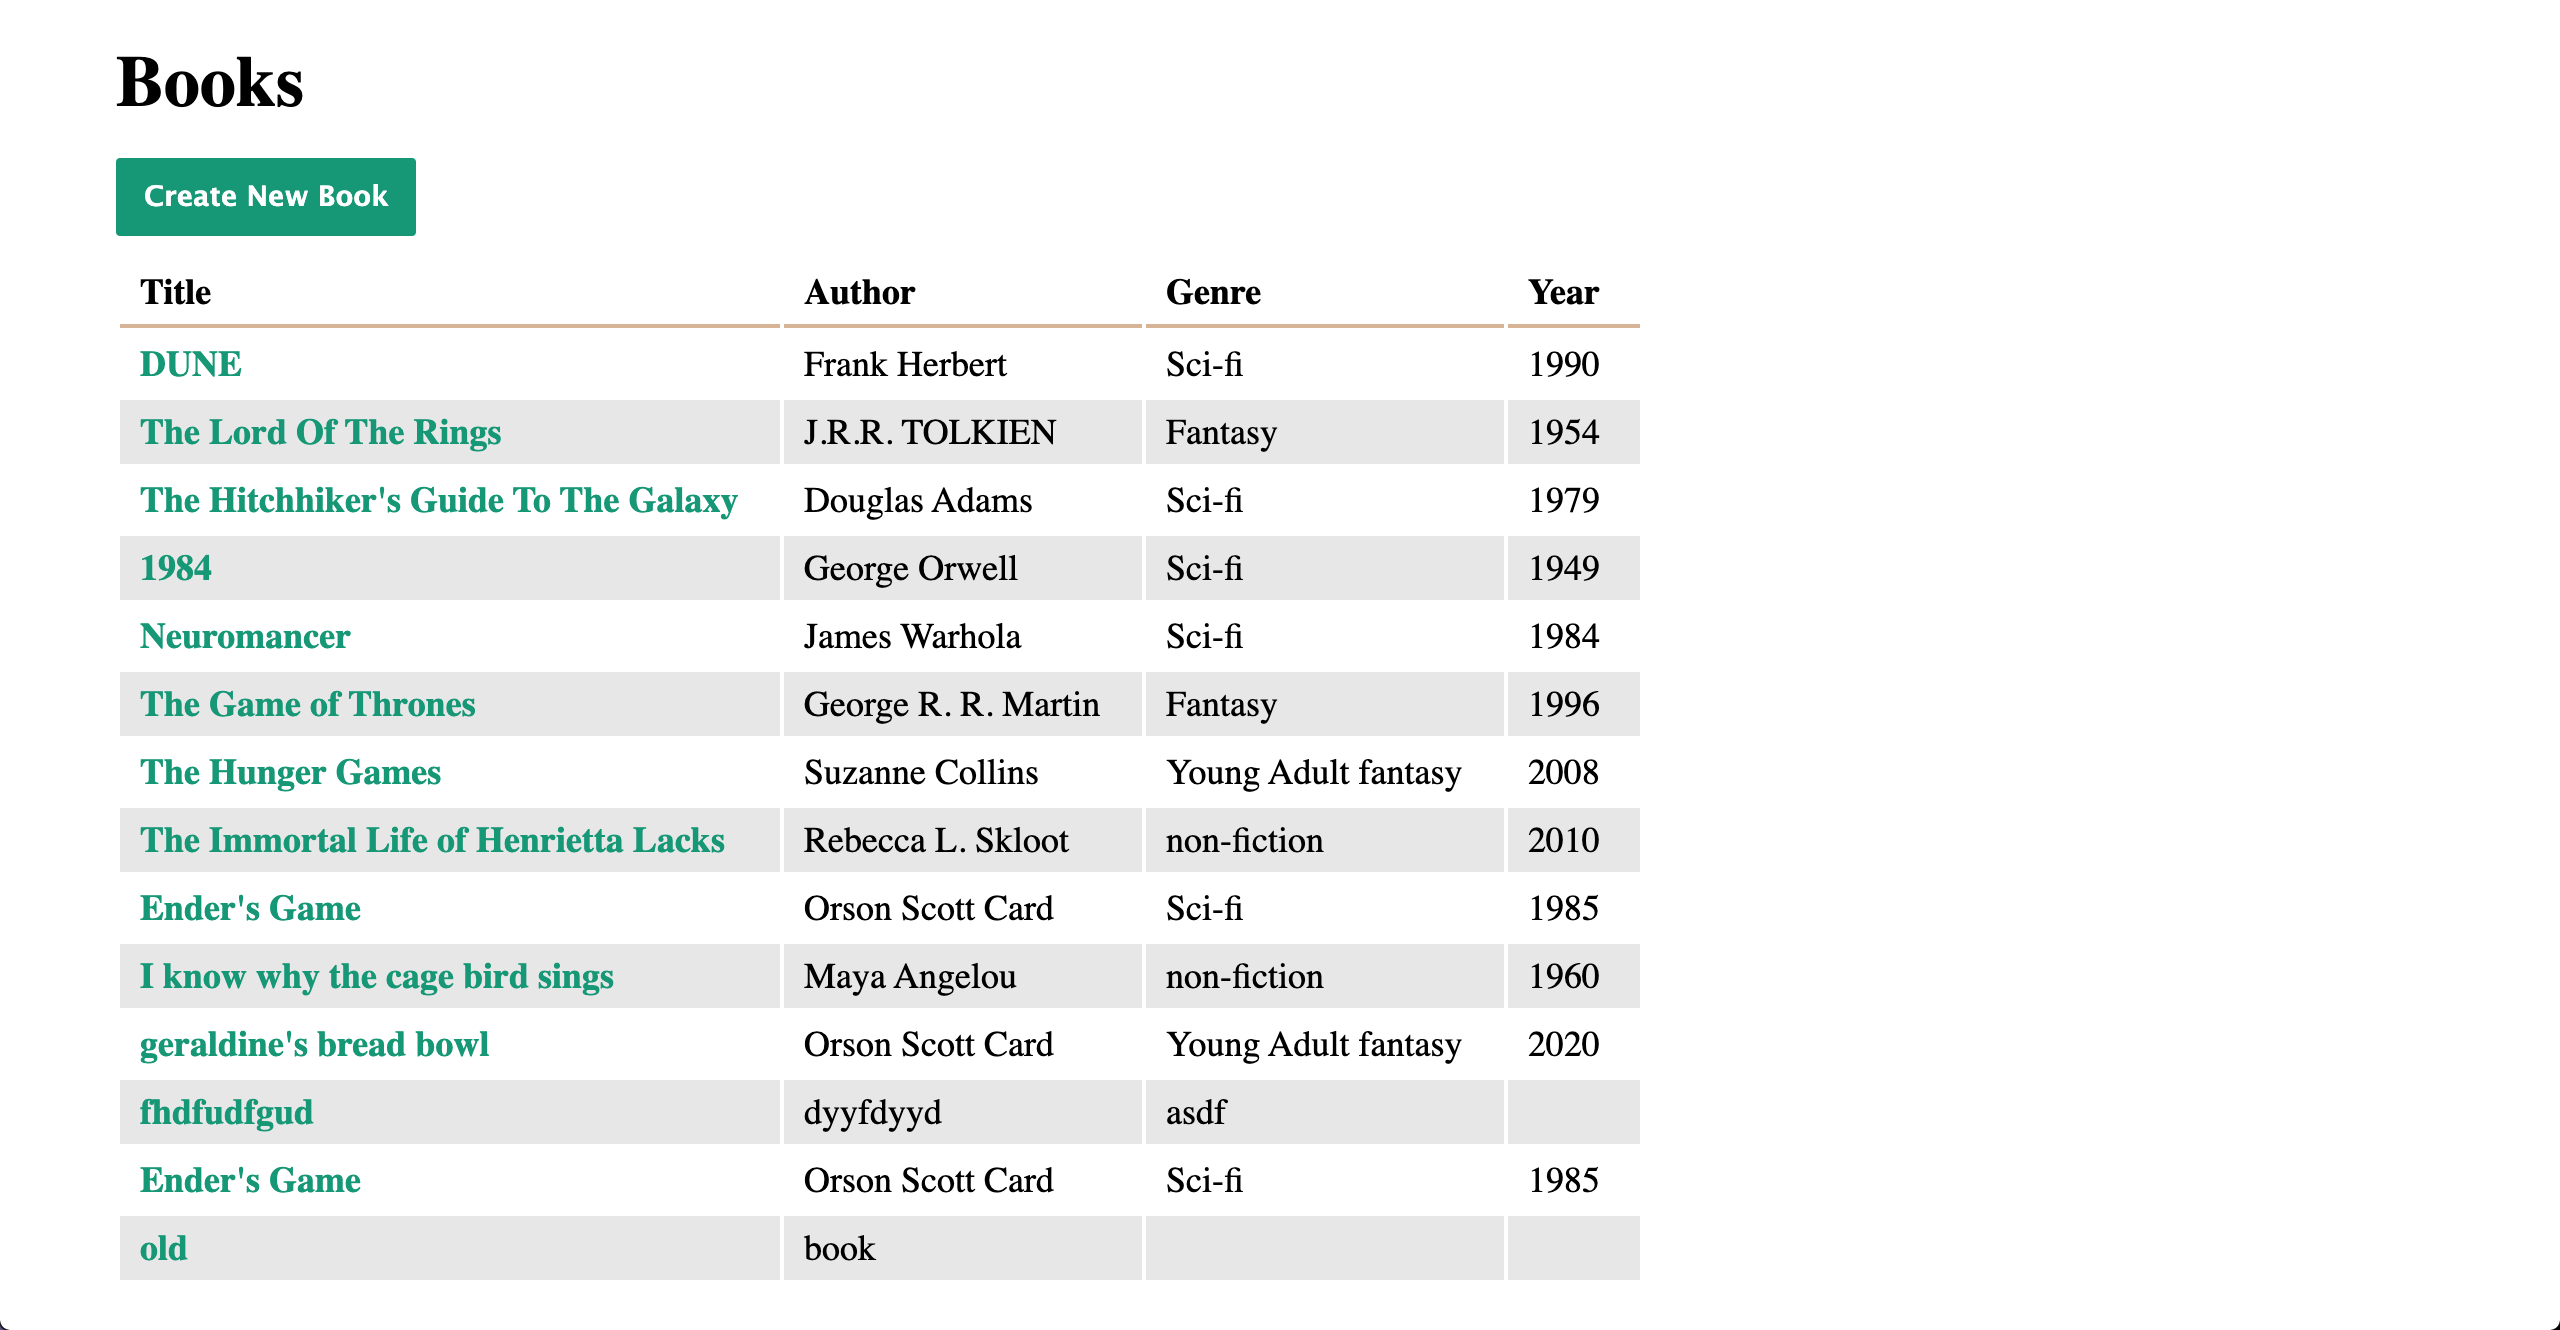 Books
Create New Book
Title Author Genre Year
DUNE Frank Herbert Sci-fi 1990
The Lord Of The Rings J.R.R. TOLKIEN Fantasy 1954
The Hitchhiker's Guide To The Galaxy Douglas Adams Sci-fi 1979
1984 George Orwell Sci-fi 1949
Neuromancer James Warhola Sci-fi 1984
The Game of Thrones George R. R. Martin Fantasy 1996
The Hunger Games Suzanne Collins Young Adult fantasy 2008
The Immortal Life of Henrietta Lacks Rebecca L. Skloot non-fiction 2010
Ender's Game Orson Scott Card Sci-fi 1985
I know why the cage bird sings Maya Angelou non-fiction 1960
geraldine's bread bowl Orson Scott Card Young Adult fantasy 2020
fhdfudfgud dyyfdyyd asdf
Ender's Game Orson Scott Card Sci-fi 1985
old book